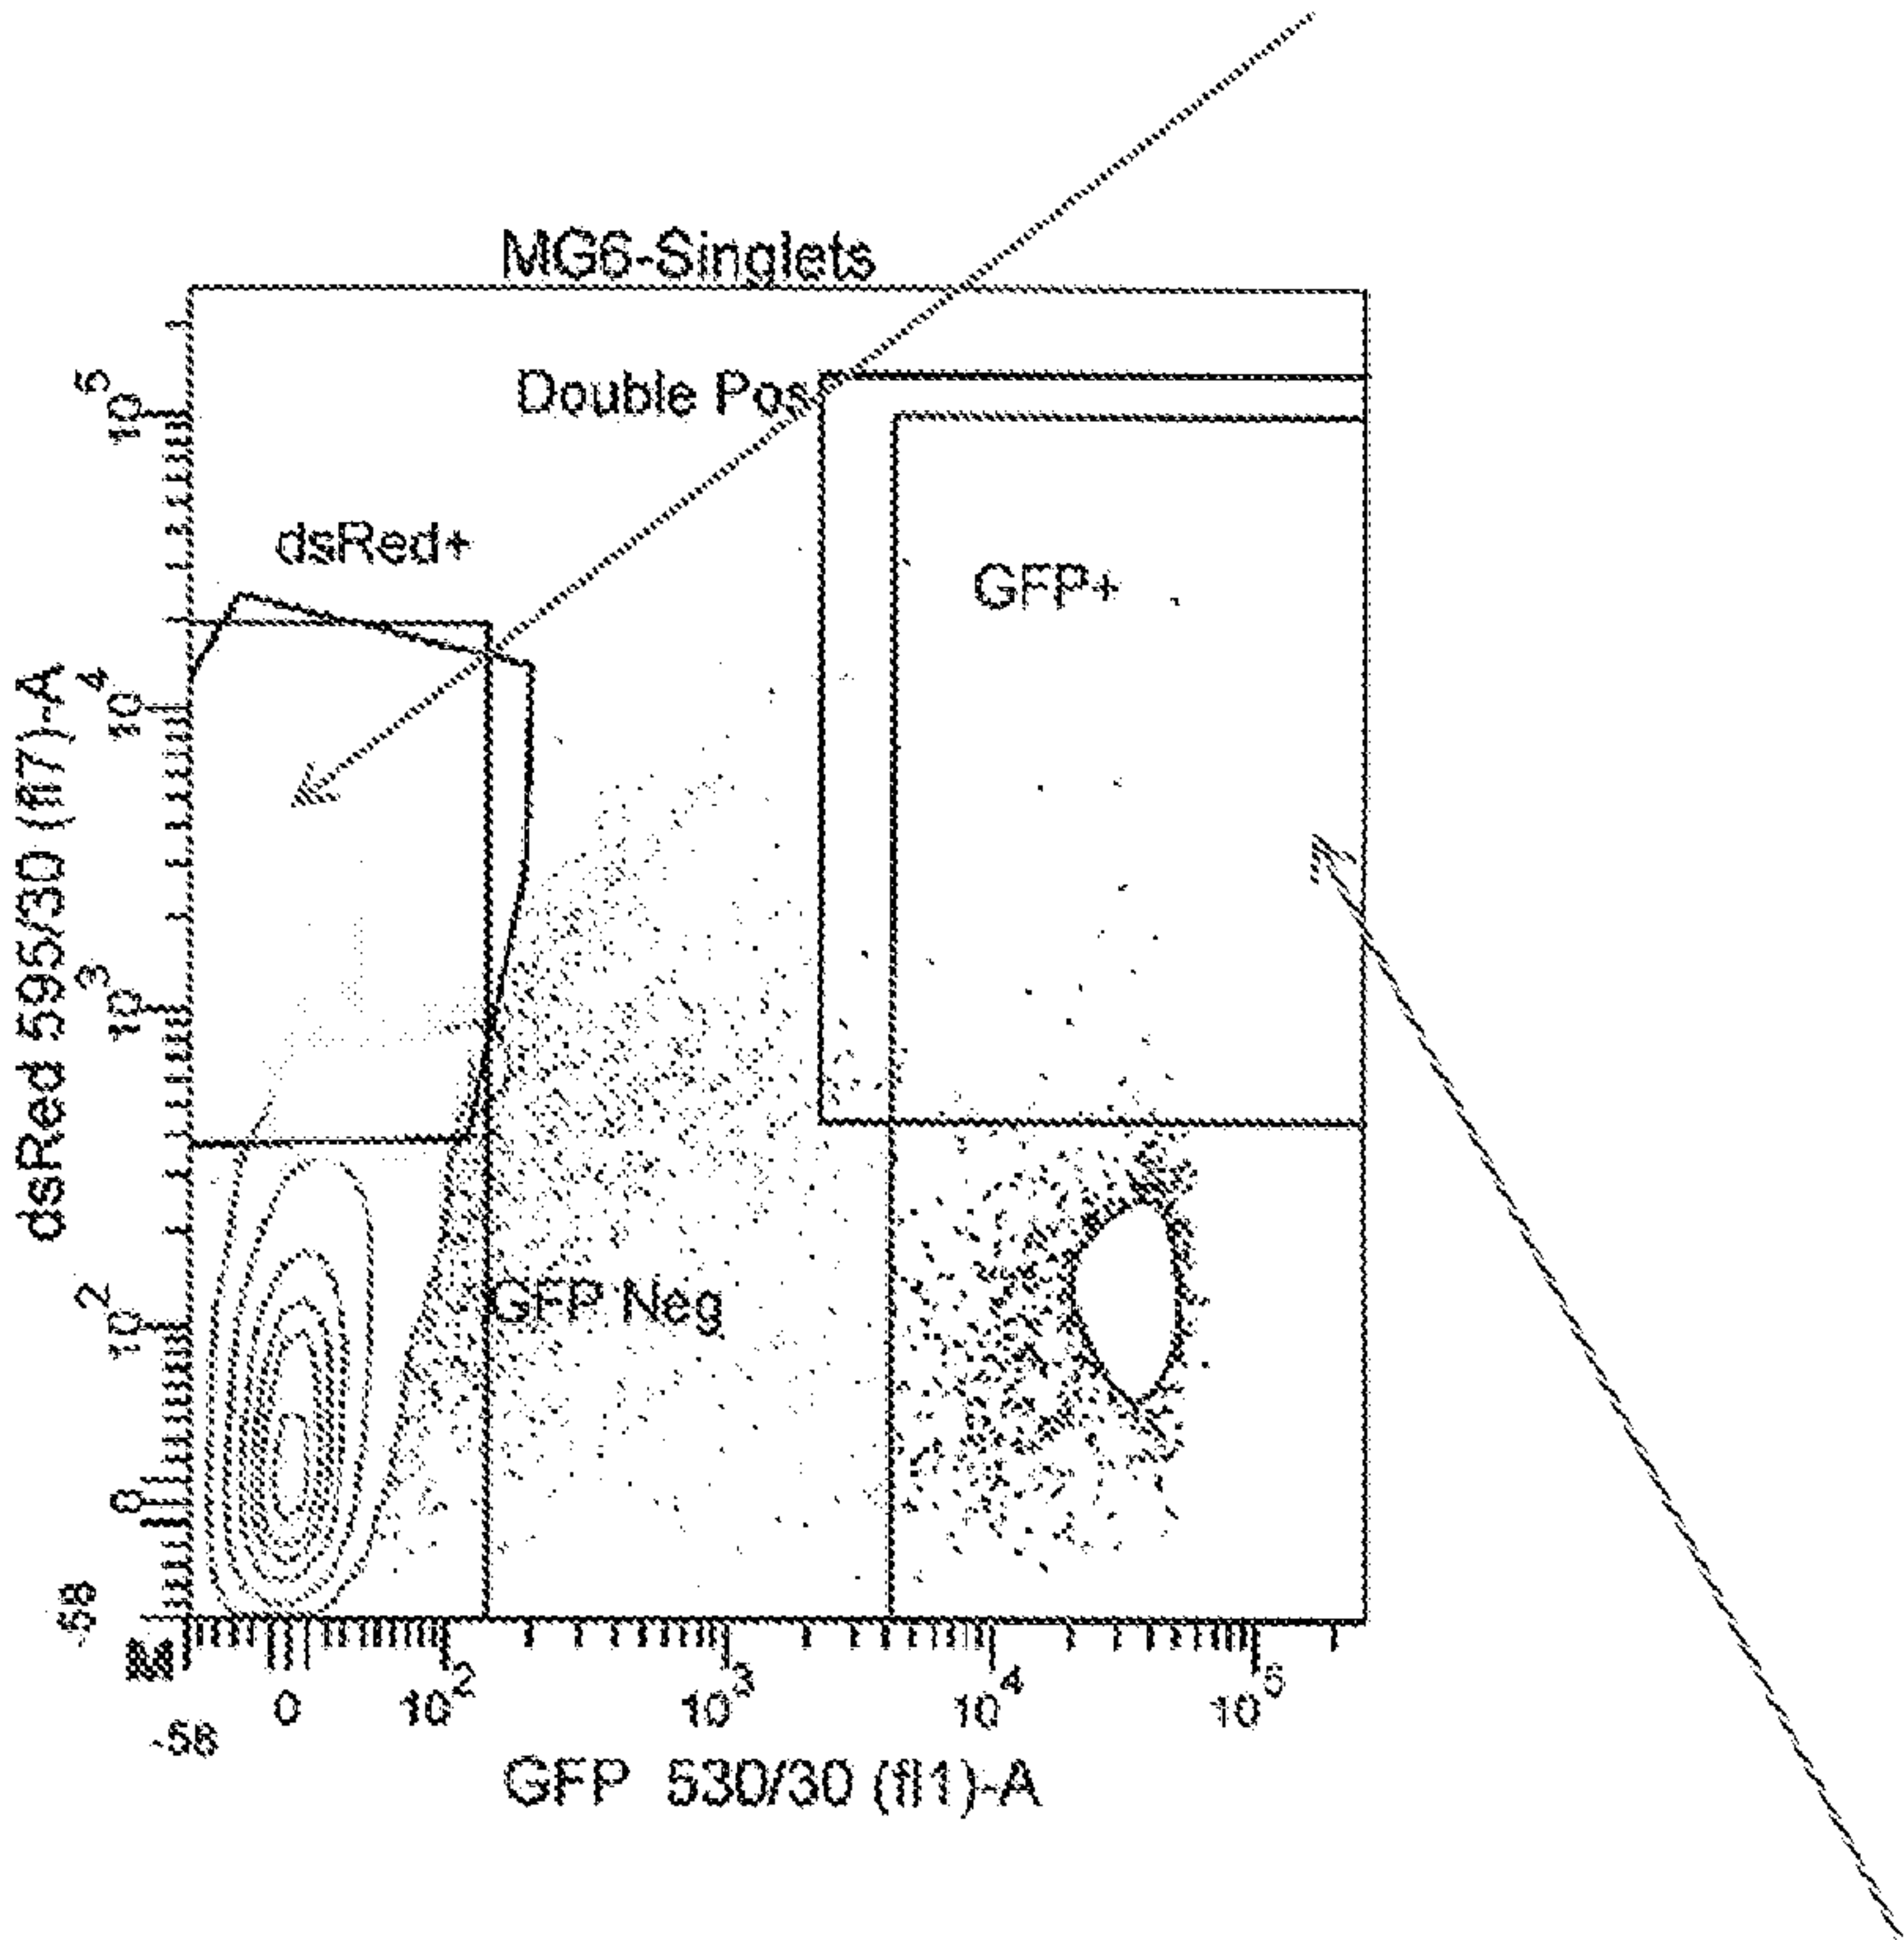 MG6-Singlets
Double Pos
dsRed+
GFP+
GFP Neg
dsRed 595/30 (fl7)-A
10^5
10^4
10^3
10^2
0
-58
-58
0
10^2
10^3
10^4
10^5
GFP 530/30 (fl1)-A